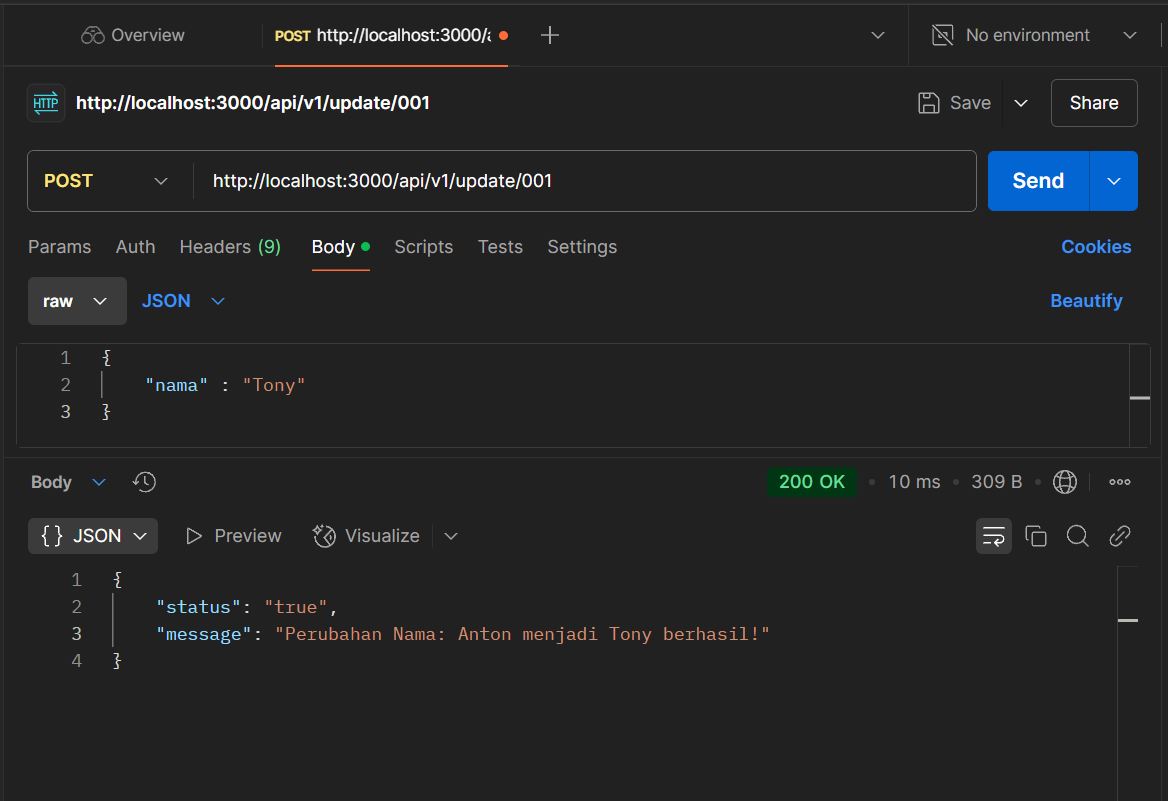 Overview
POST http://localhost:3000/a
No environment
HTTP http://localhost:3000/api/v1/update/001
Save
Share
POST
http://localhost:3000/api/v1/update/001
Send
Params Auth Headers (9) Body Scripts Tests Settings Cookies
raw JSON Beautify
1 {
2 "nama" : "Tony"
3 }
Body 200 OK • 10 ms • 309 B •
{} JSON Preview Visualize
1 {
2 "status": "true",
3 "message": "Perubahan Nama: Anton menjadi Tony berhasil!"
4 }